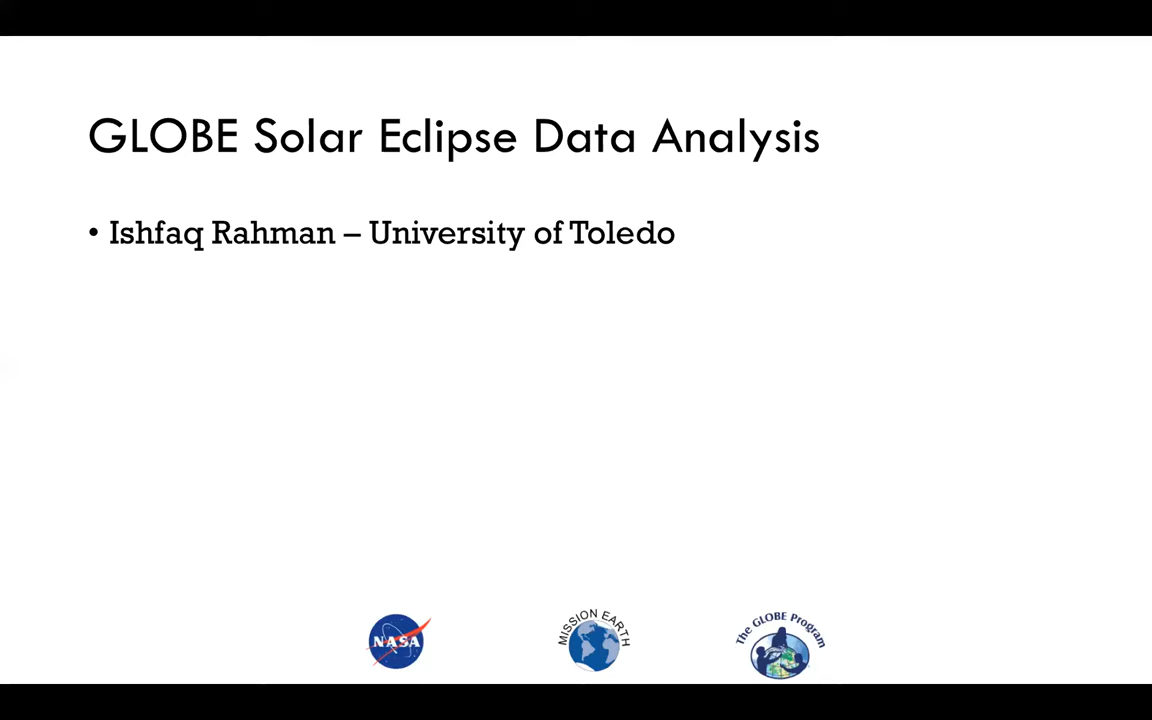 GLOBE Solar Eclipse Data Analysis
• Ishfaq Rahman – University of Toledo
NASA
MISSION EARTH
The GLOBE Program